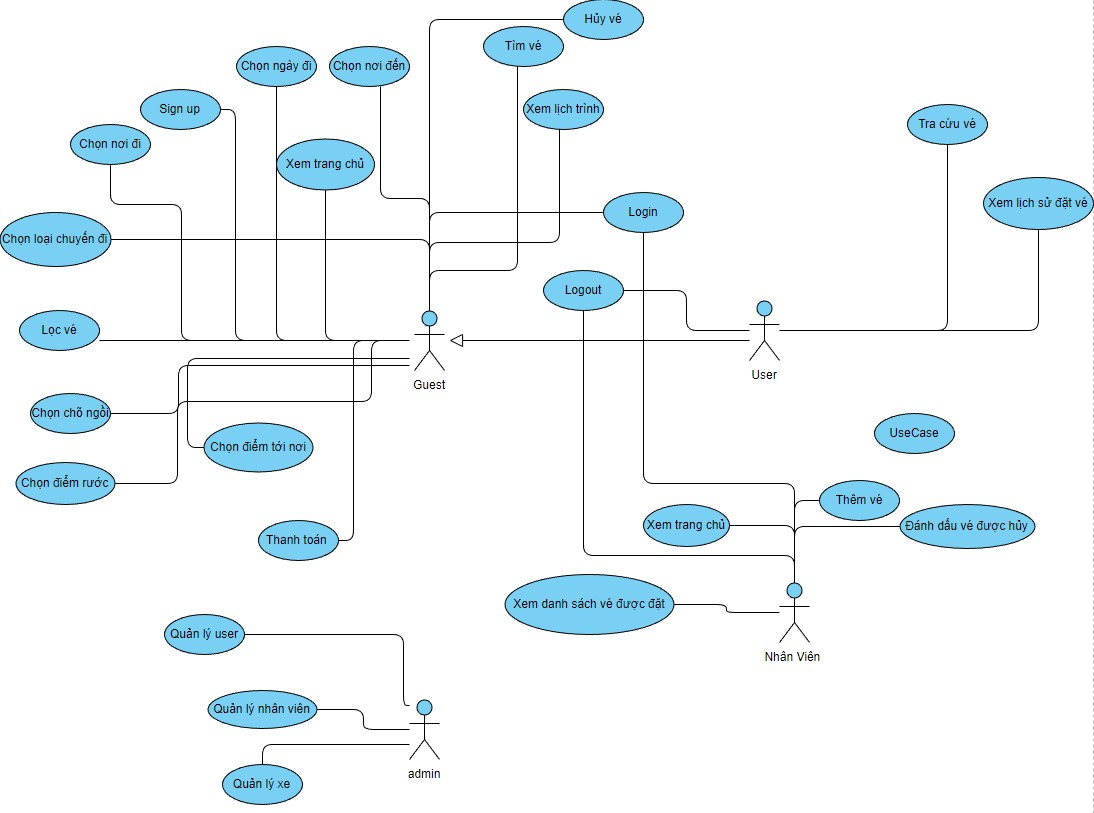 Hủy vé
Tìm vé
Chọn ngày đi
Chọn nơi đến
Sign up
Xem lịch trình
Tra cứu vé
Chọn nơi đi
Xem trang chủ
Xem lịch sử đặt vé
Login
Chọn loại chuyến đi
Logout
Lọc vé
User
Guest
Chọn chõ ngồi
UseCase
Chọn điểm tới nơi
Chọn điểm rước
Thêm vé
Xem trang chủ
Đánh dấu vé được hủy
Thanh toán
Xem danh sách vé được đặt
Quản lý user
Nhân Viên
Quản lý nhân viên
admin
Quản lý xe